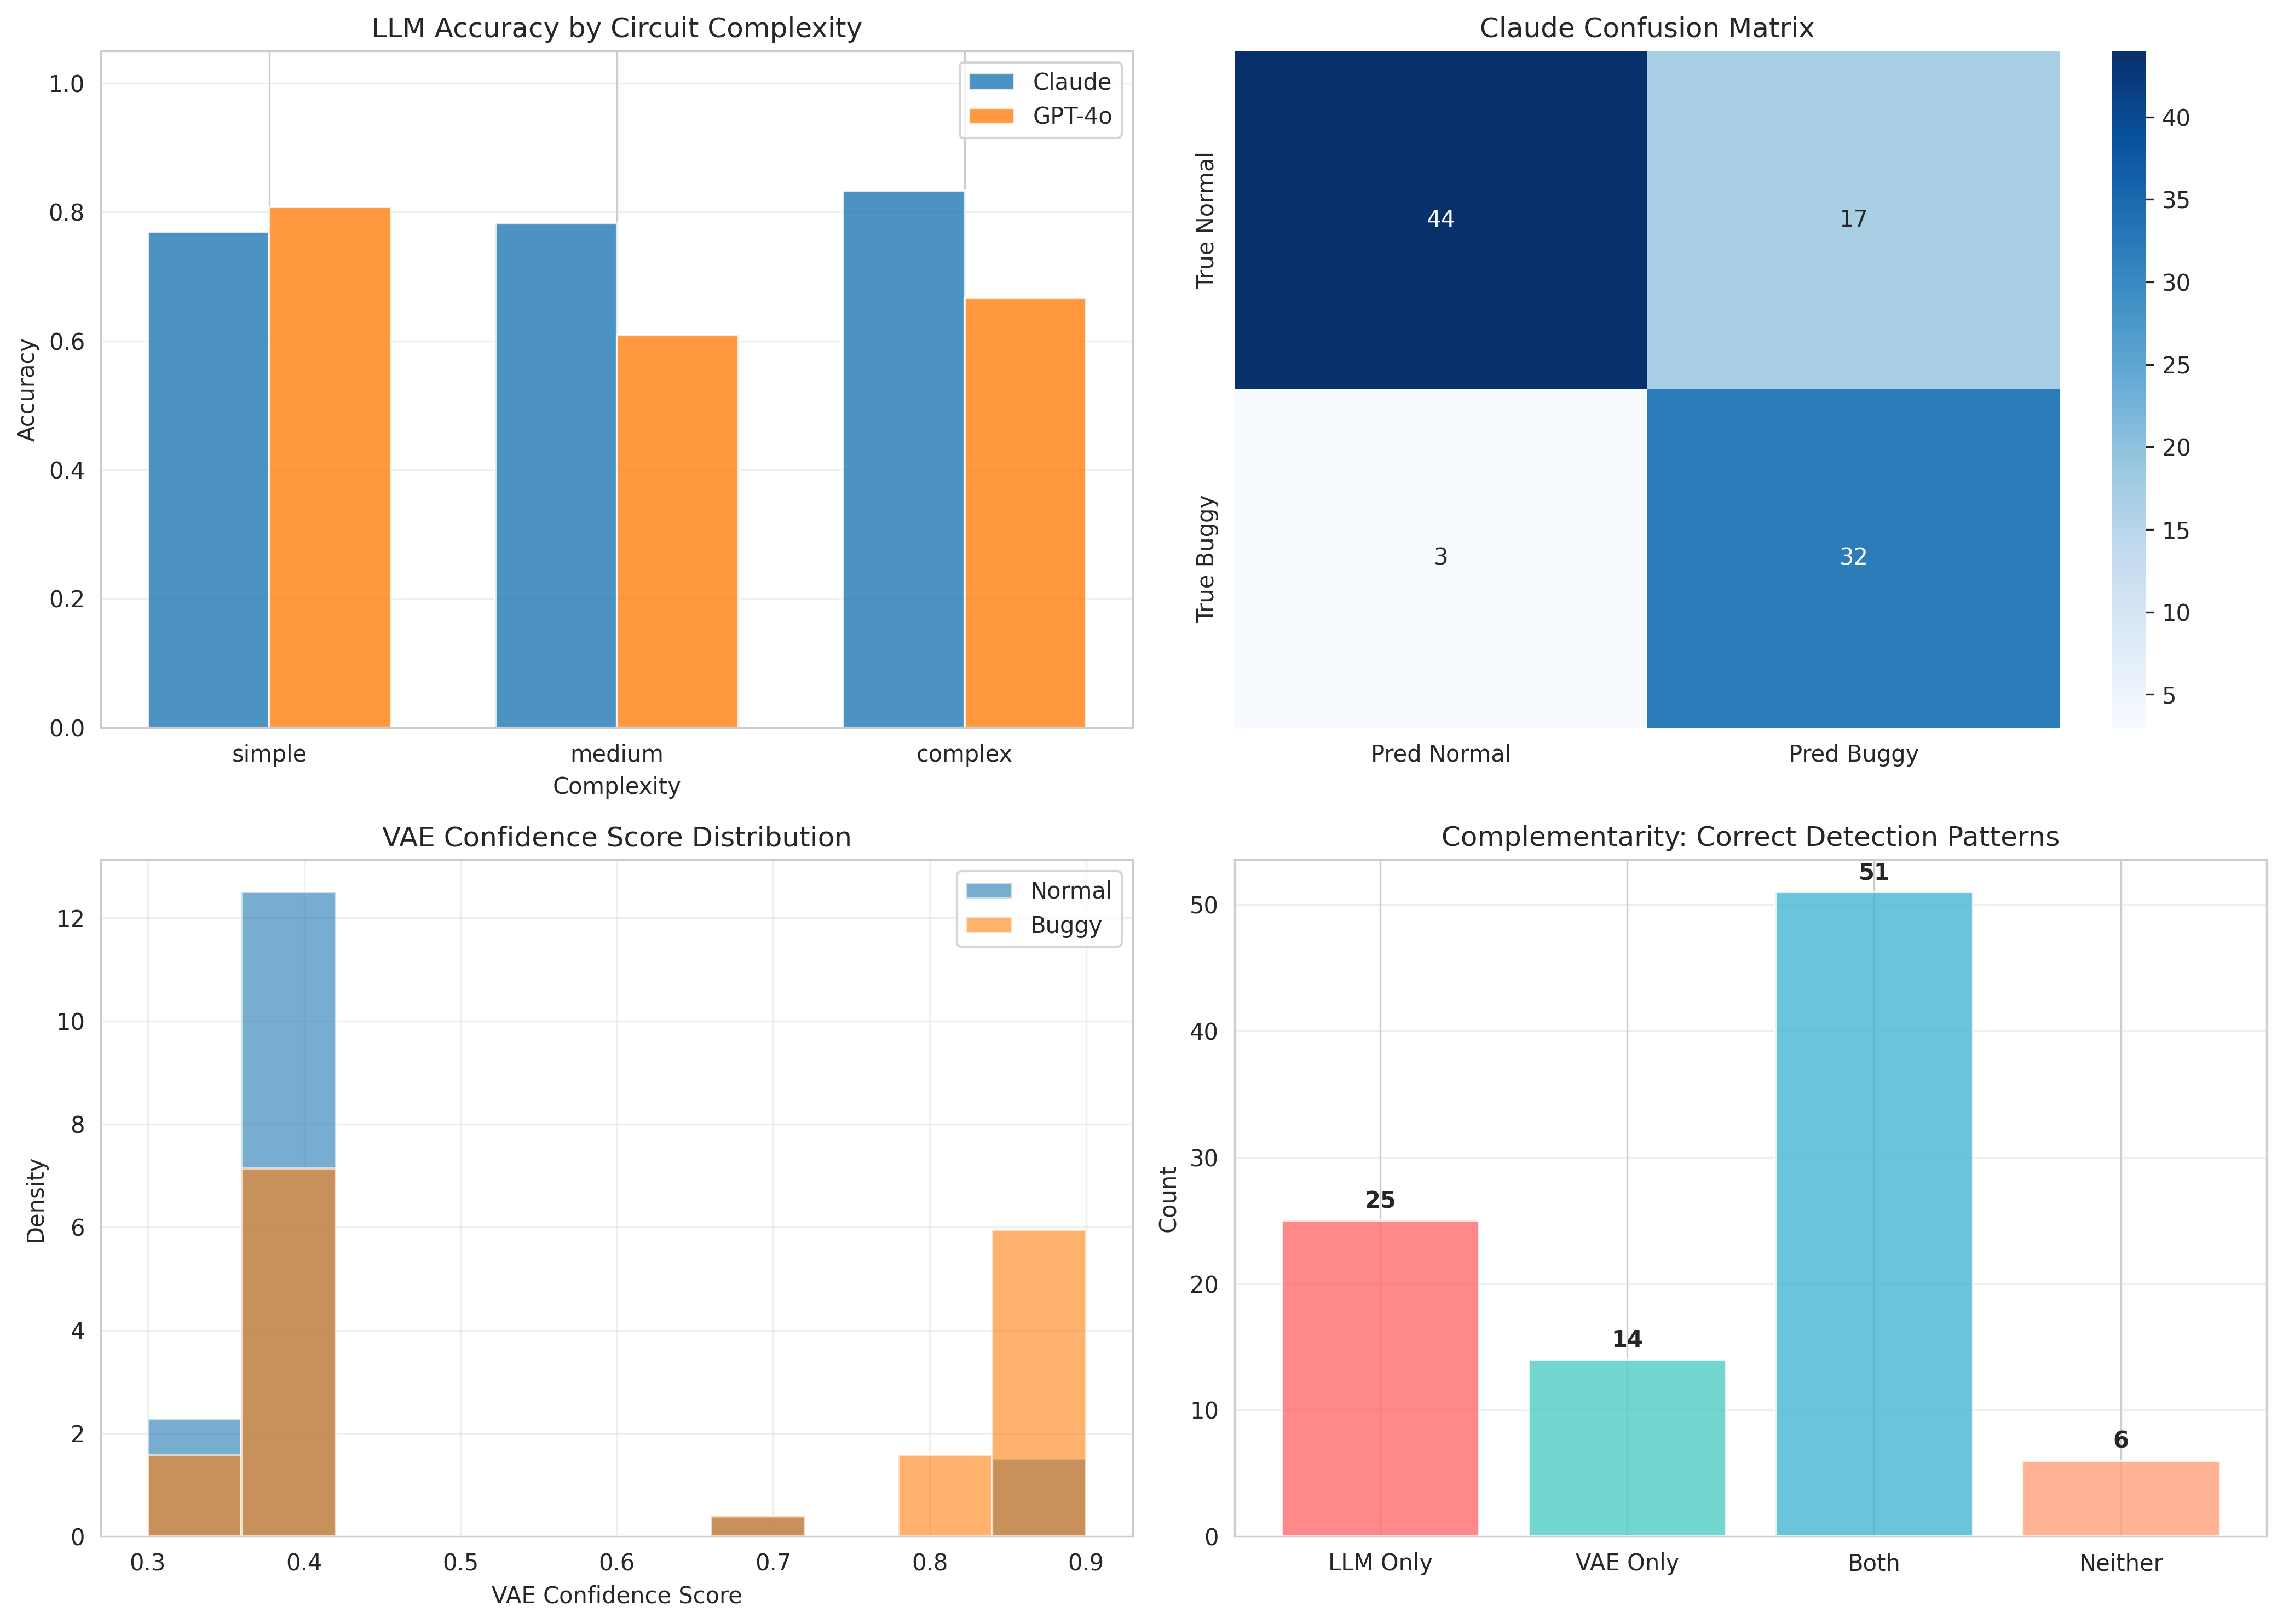 LLM Accuracy by Circuit Complexity
Claude
GPT-4o
Accuracy
1.0
0.8
0.6
0.4
0.2
0.0
simple medium complex
Complexity
Claude Confusion Matrix
True Normal
True Buggy
44 17
3 32
Pred Normal Pred Buggy
40
35
30
25
20
15
10
5
VAE Confidence Score Distribution
Normal
Buggy
Density
12
10
8
6
4
2
0
0.3 0.4 0.5 0.6 0.7 0.8 0.9
VAE Confidence Score
Complementarity: Correct Detection Patterns
Count
50
40
30
20
10
0
25
14
51
6
LLM Only VAE Only Both Neither